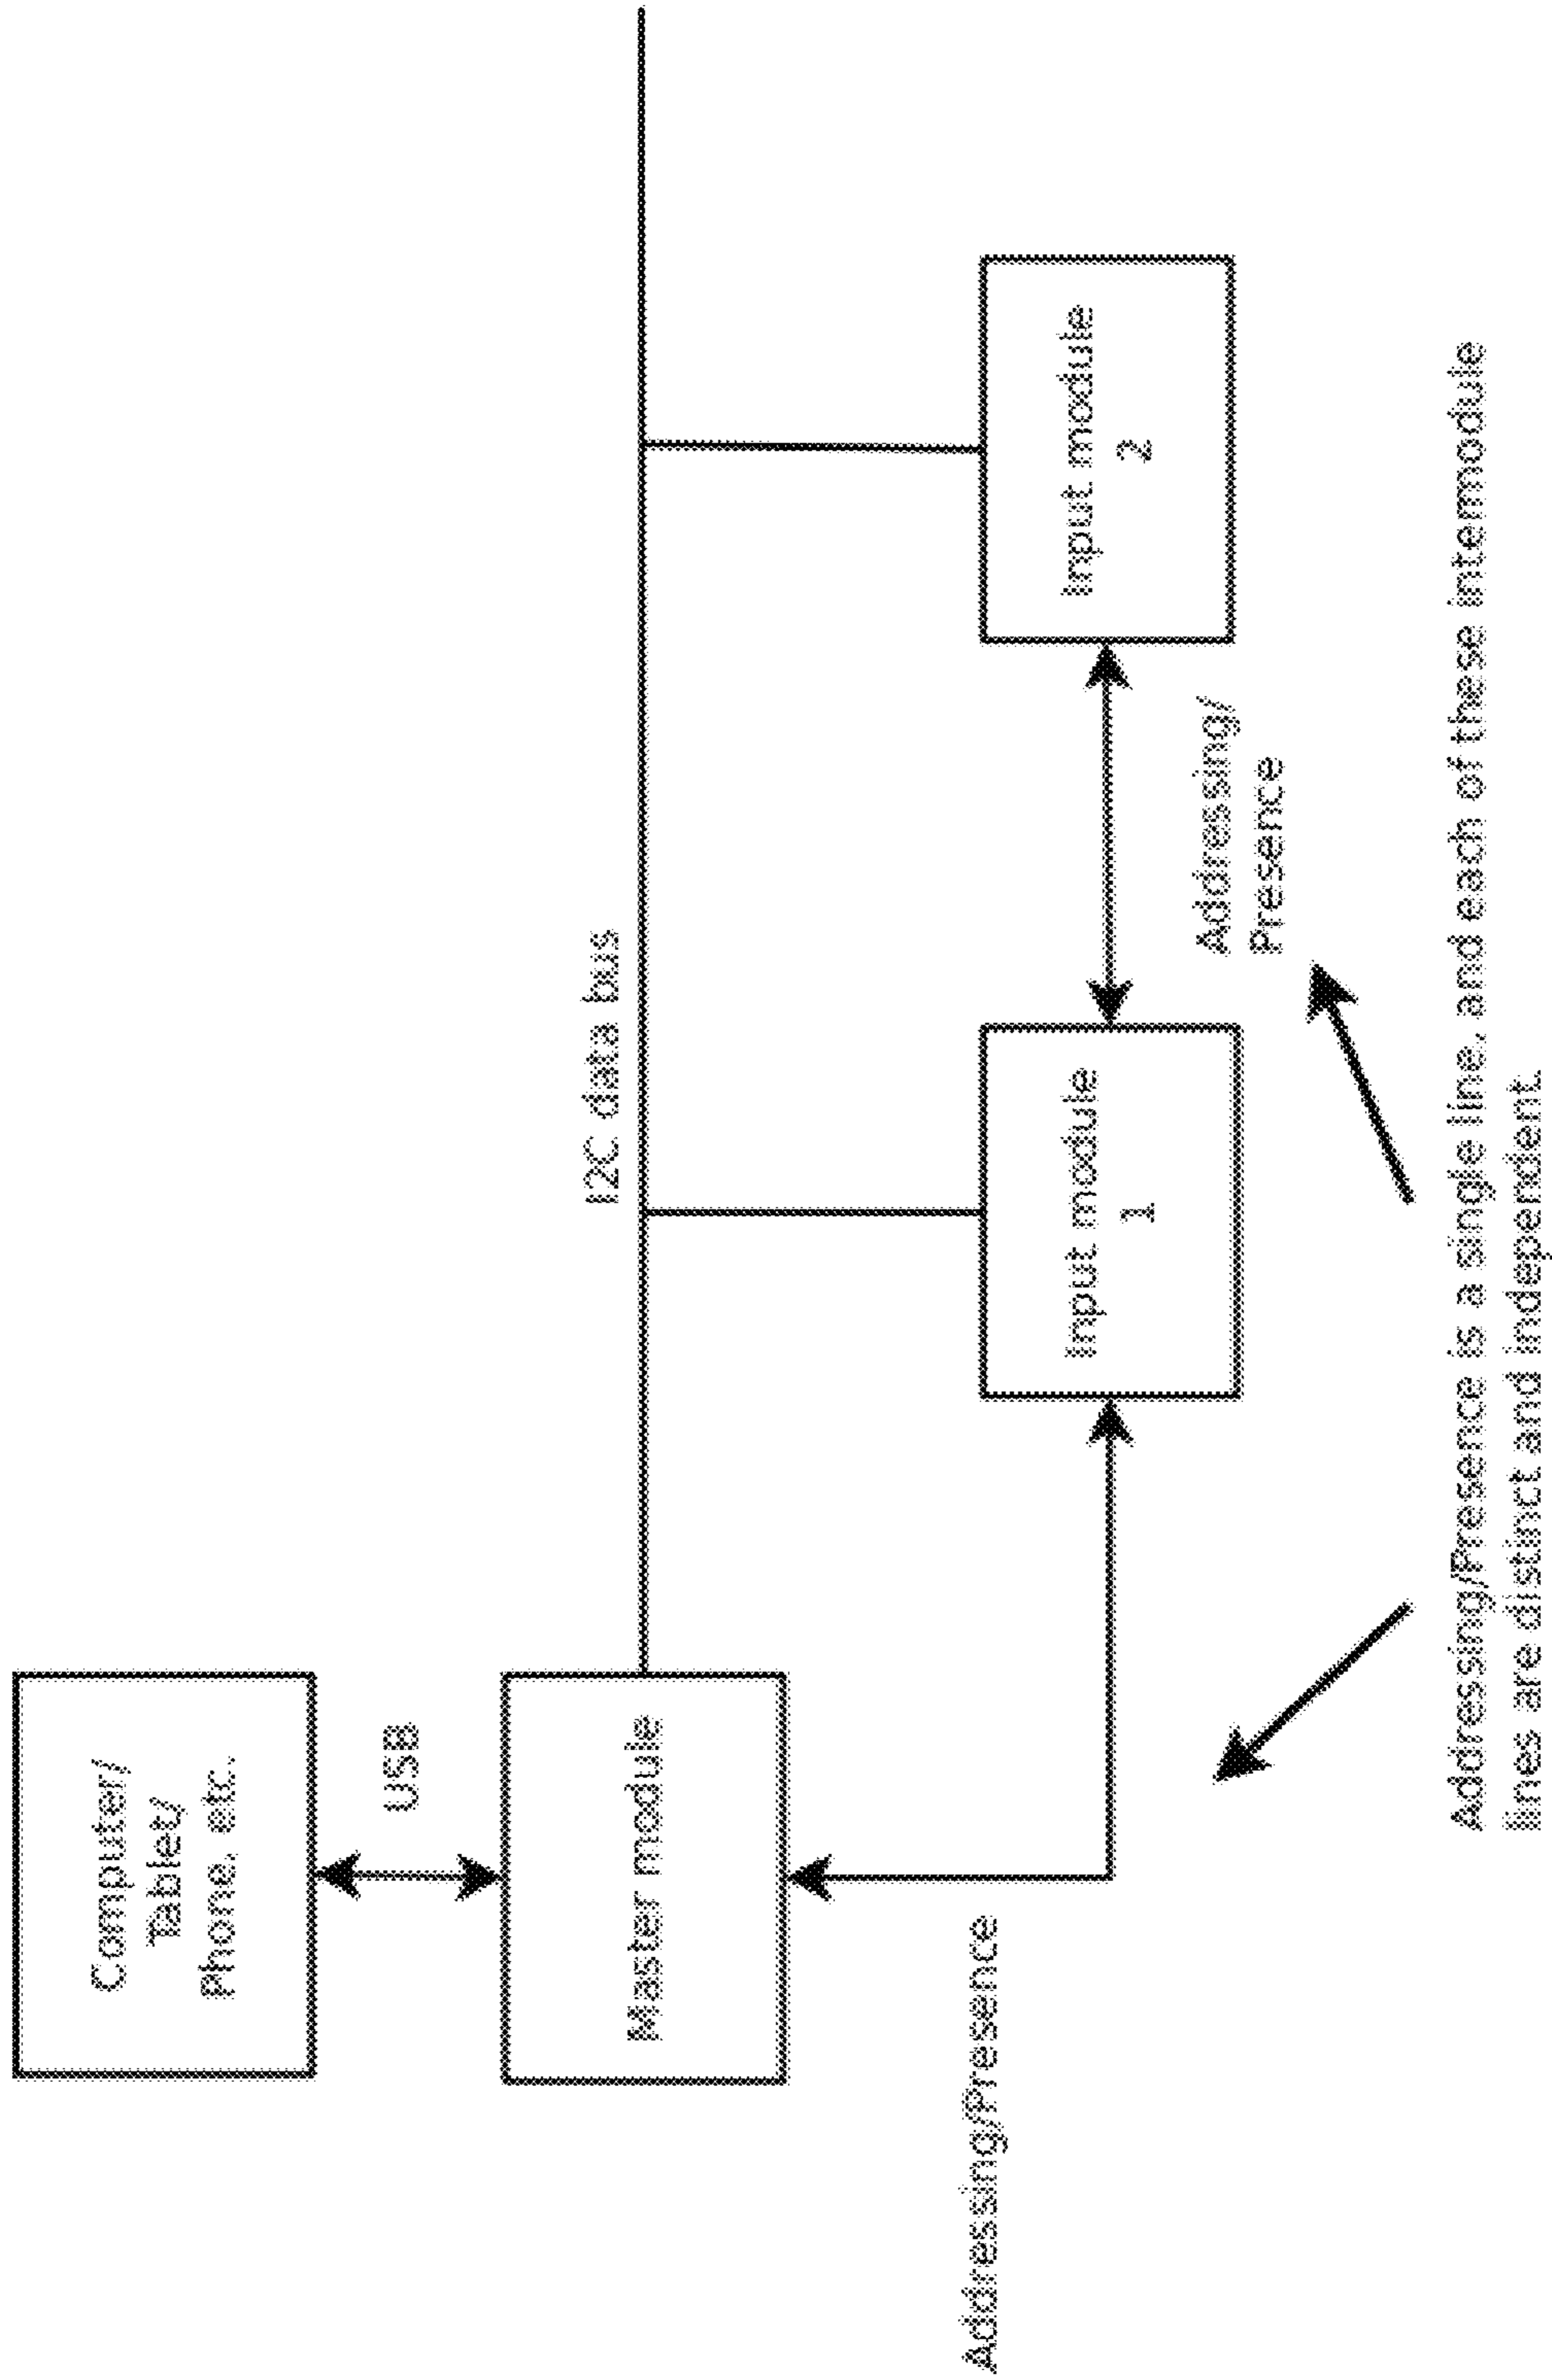 Computer/
Tablet/
Phone, etc.
USB
Master module
I2C data bus
Addressing/Presence
Input module
1
Addressing/
Presence
Input module
2
Addressing/Presence is a single line, and each of these intermodule
lines are distinct and independent.